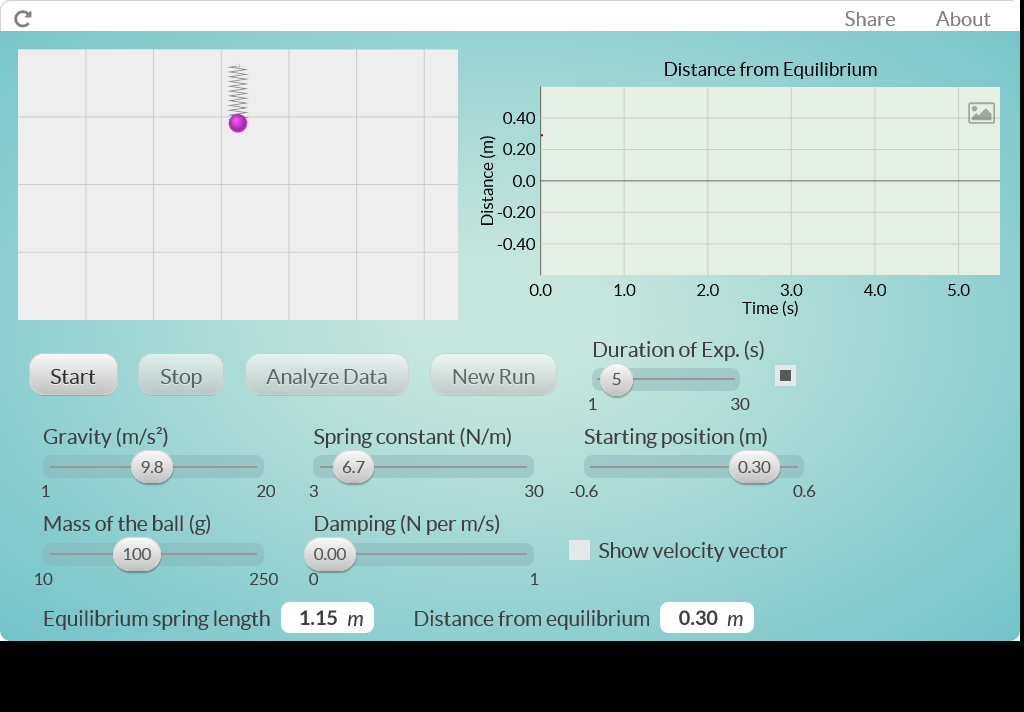 Share About
Distance from Equilibrium
Distance (m)
0.40
0.20
0.0
-0.20
-0.40
0.0 1.0 2.0 3.0 4.0 5.0
Time (s)
Start Stop Analyze Data New Run
Duration of Exp. (s)
5
1 30
Gravity (m/s²) Spring constant (N/m) Starting position (m)
9.8 6.7 0.30
1 20 3 30 -0.6 0.6
Mass of the ball (g) Damping (N per m/s)
100 0.00 Show velocity vector
10 250 0 1
Equilibrium spring length 1.15 m Distance from equilibrium 0.30 m